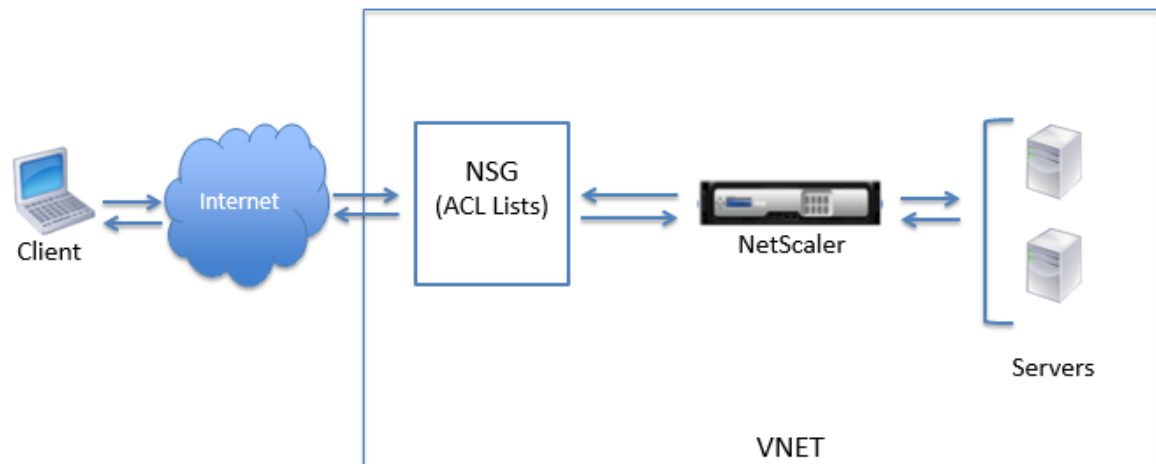 Client
Internet
NSG
(ACL Lists)
NetScaler
Servers
VNET